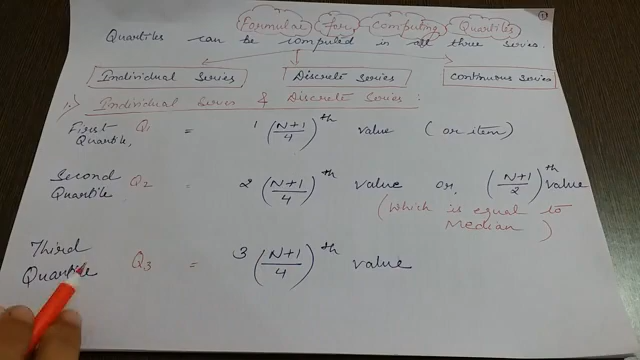 Formulae for computing Quartiles
Quartiles can be computed in all three series.
Individual Series Discrete Series Continuous Series
1.) Individual Series & Discrete Series :
First Quartile, Q1 = 1 (N+1/4)th value (or item)
Second Quartile Q2 = 2 (N+1/4)th value or (N+1/2)th value
(Which is equal to Median)
Third Quartile Q3 = 3 (N+1/4)th value